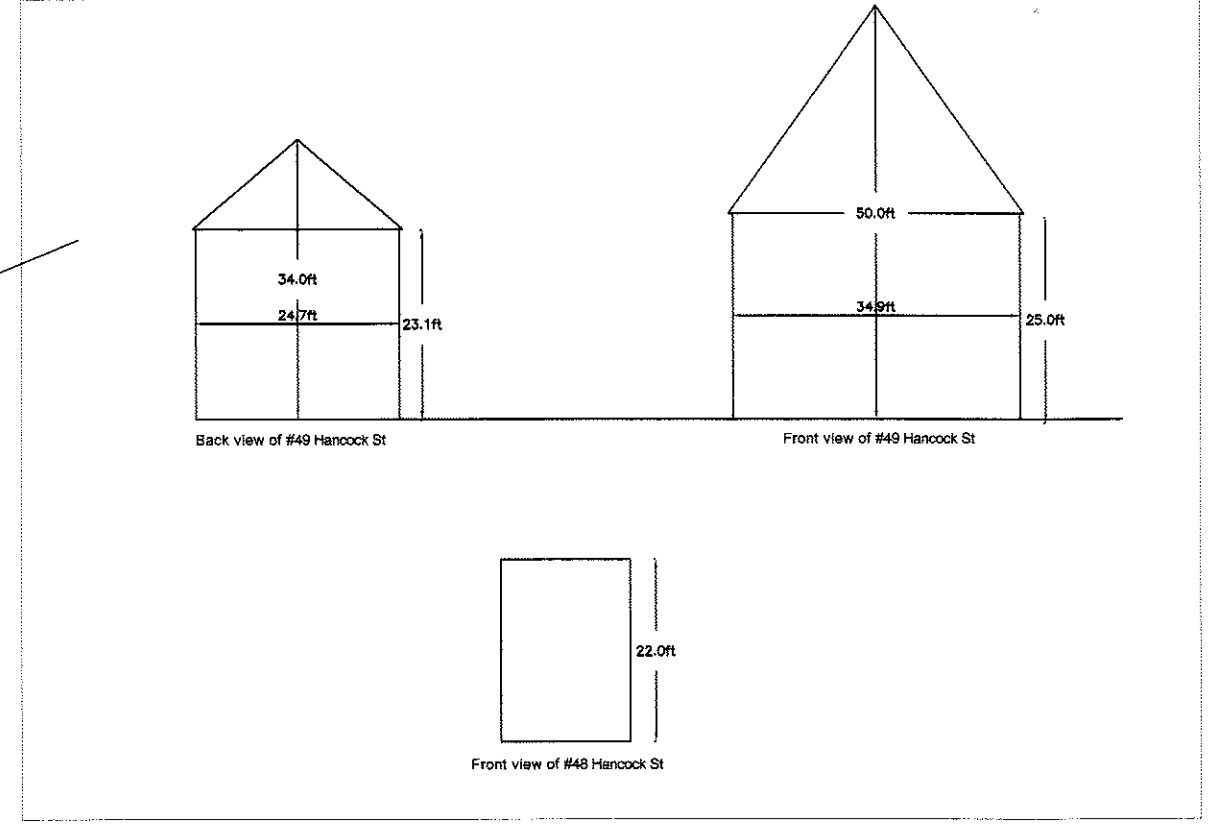 50.0ft
34.0ft
34.9ft
24.7ft
23.1ft
25.0ft
Back view of #49 Hancock St
Front view of #49 Hancock St
22.0ft
Front view of #48 Hancock St